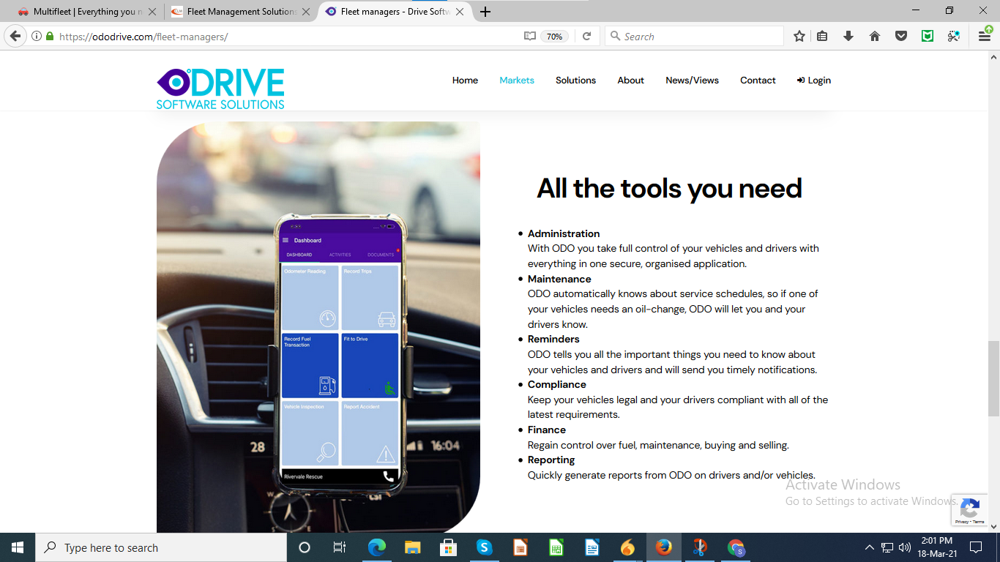 Multifleet | Everything you n
Fleet Management Solutions
Fleet managers - Drive Softw
https://ododrive.com/fleet-managers/
70%
Search
DRIVE
SOFTWARE SOLUTIONS
Home
Markets
Solutions
About
News/Views
Contact
Login
Dashboard
DASHBOARD
ACTIVITIES
DOCUMENTS
Odometer Reading
Record Trips
Record Fuel
Transaction
Fit to Drive
Vehicle Inspection
Report Accident
Rivervale Rescue
28
16:04
S
E
All the tools you need
Administration
With ODO you take full control of your vehicles and drivers with
everything in one secure, organised application.
Maintenance
ODO automatically knows about service schedules, so if one of
your vehicles needs an oil-change, ODO will let you and your
drivers know.
Reminders
ODO tells you all the important things you need to know about
your vehicles and drivers and will send you timely notifications.
Compliance
Keep your vehicles legal and your drivers compliant with all of the
latest requirements.
Finance
Regain control over fuel, maintenance, buying and selling.
Reporting
Quickly generate reports from ODO on drivers and/or vehicles.
Activate Windows
Go to Settings to activate Windows.
Privacy - Terms
Type here to search
2:01 PM
18-Mar-21